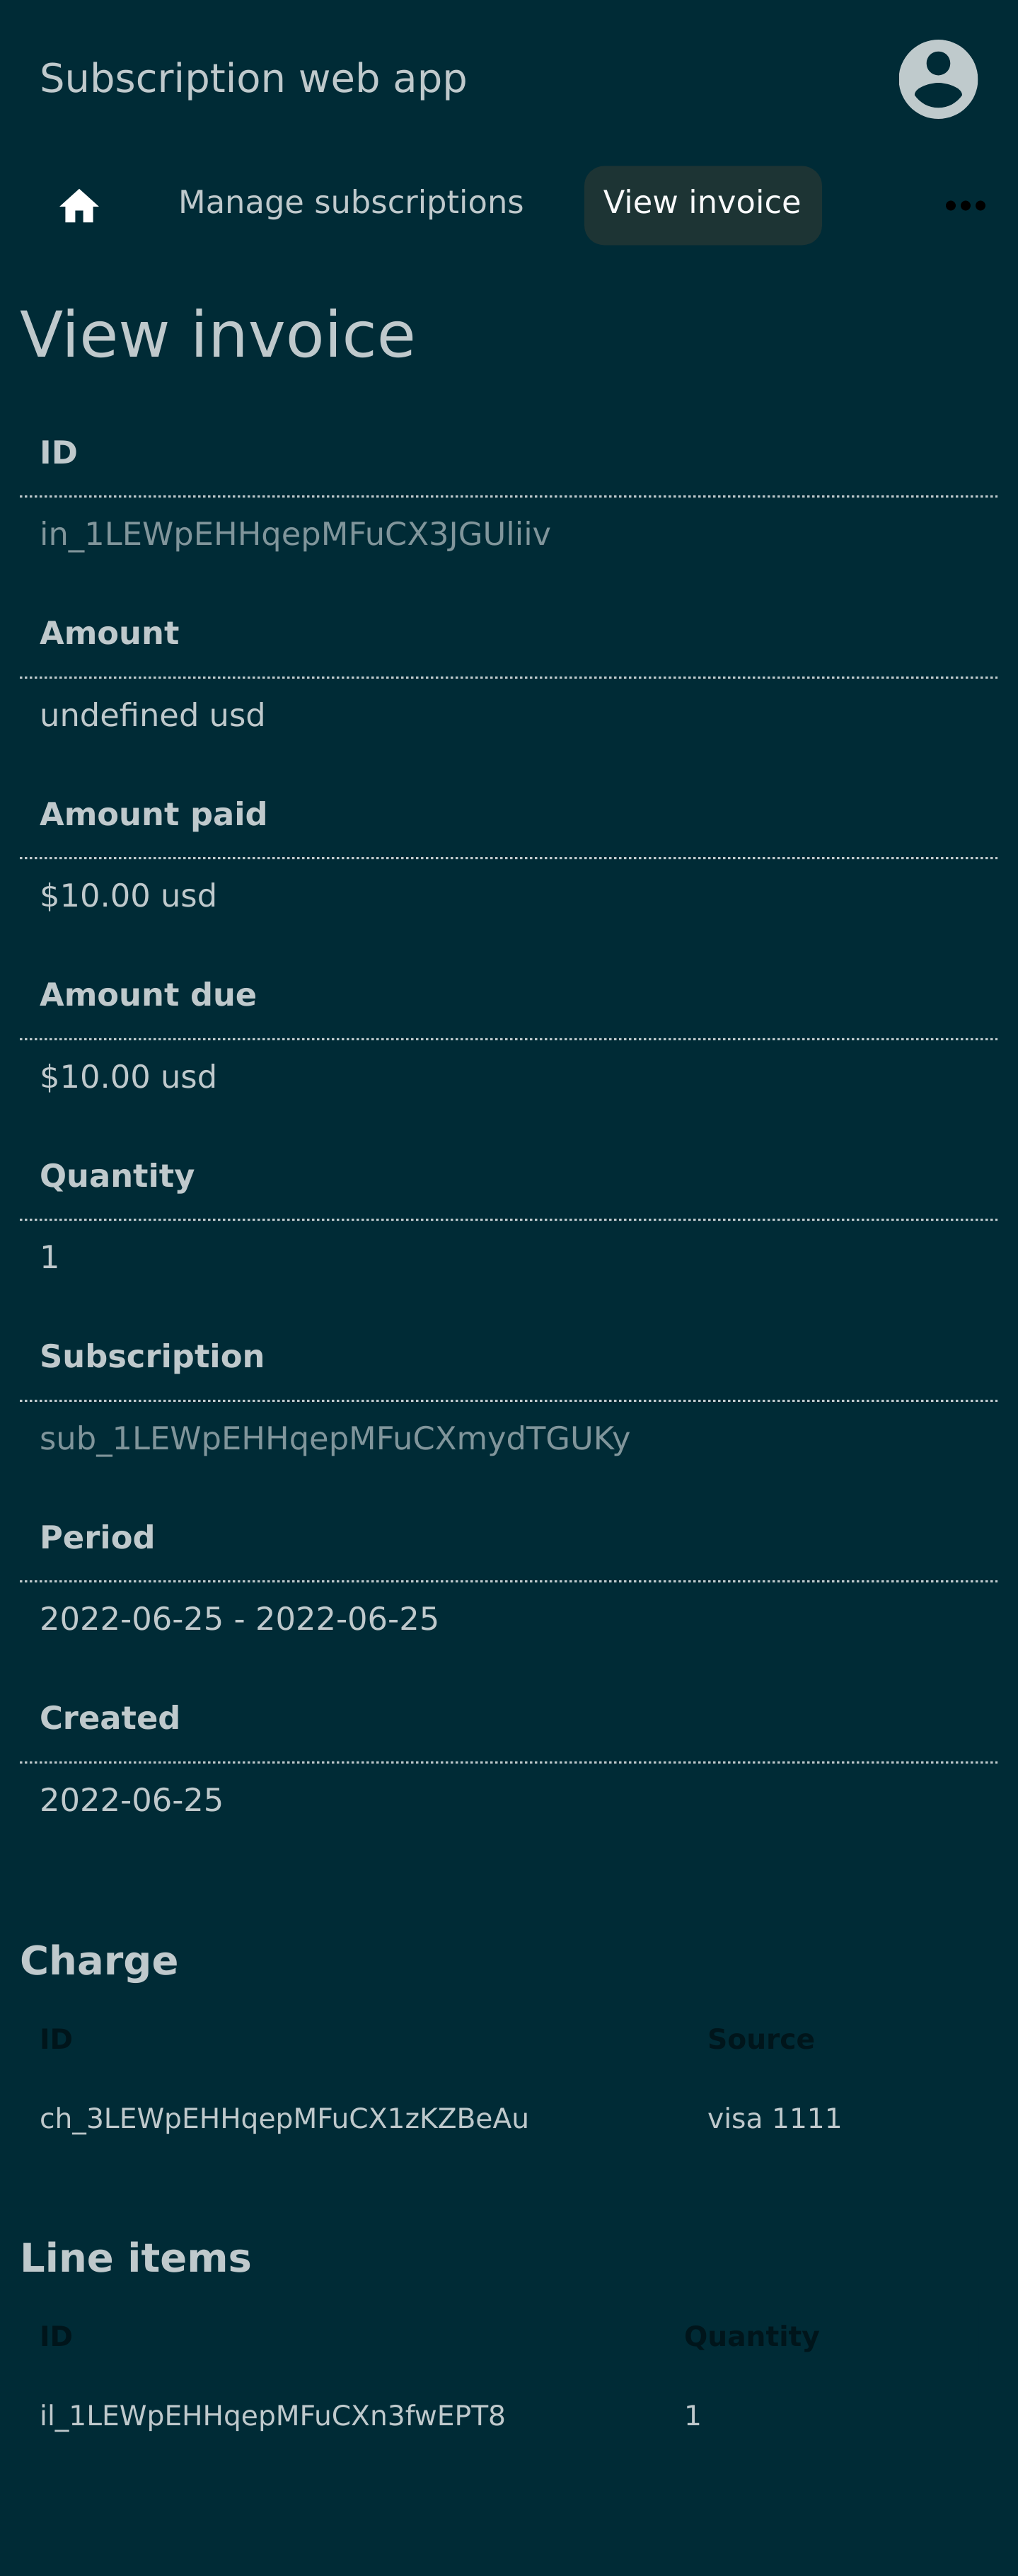 Subscription web app
Manage subscriptions View invoice
View invoice
ID
in_1LEWpEHHqepMFuCX3JGUliiv
Amount
undefined usd
Amount paid
$10.00 usd
Amount due
$10.00 usd
Quantity
1
Subscription
sub_1LEWpEHHqepMFuCXmydTGUKy
Period
2022-06-25 - 2022-06-25
Created
2022-06-25
Charge
ID Source
ch_3LEWpEHHqepMFuCX1zKZBeAu visa 1111
Line items
ID Quantity
il_1LEWpEHHqepMFuCXn3fwEPT8 1